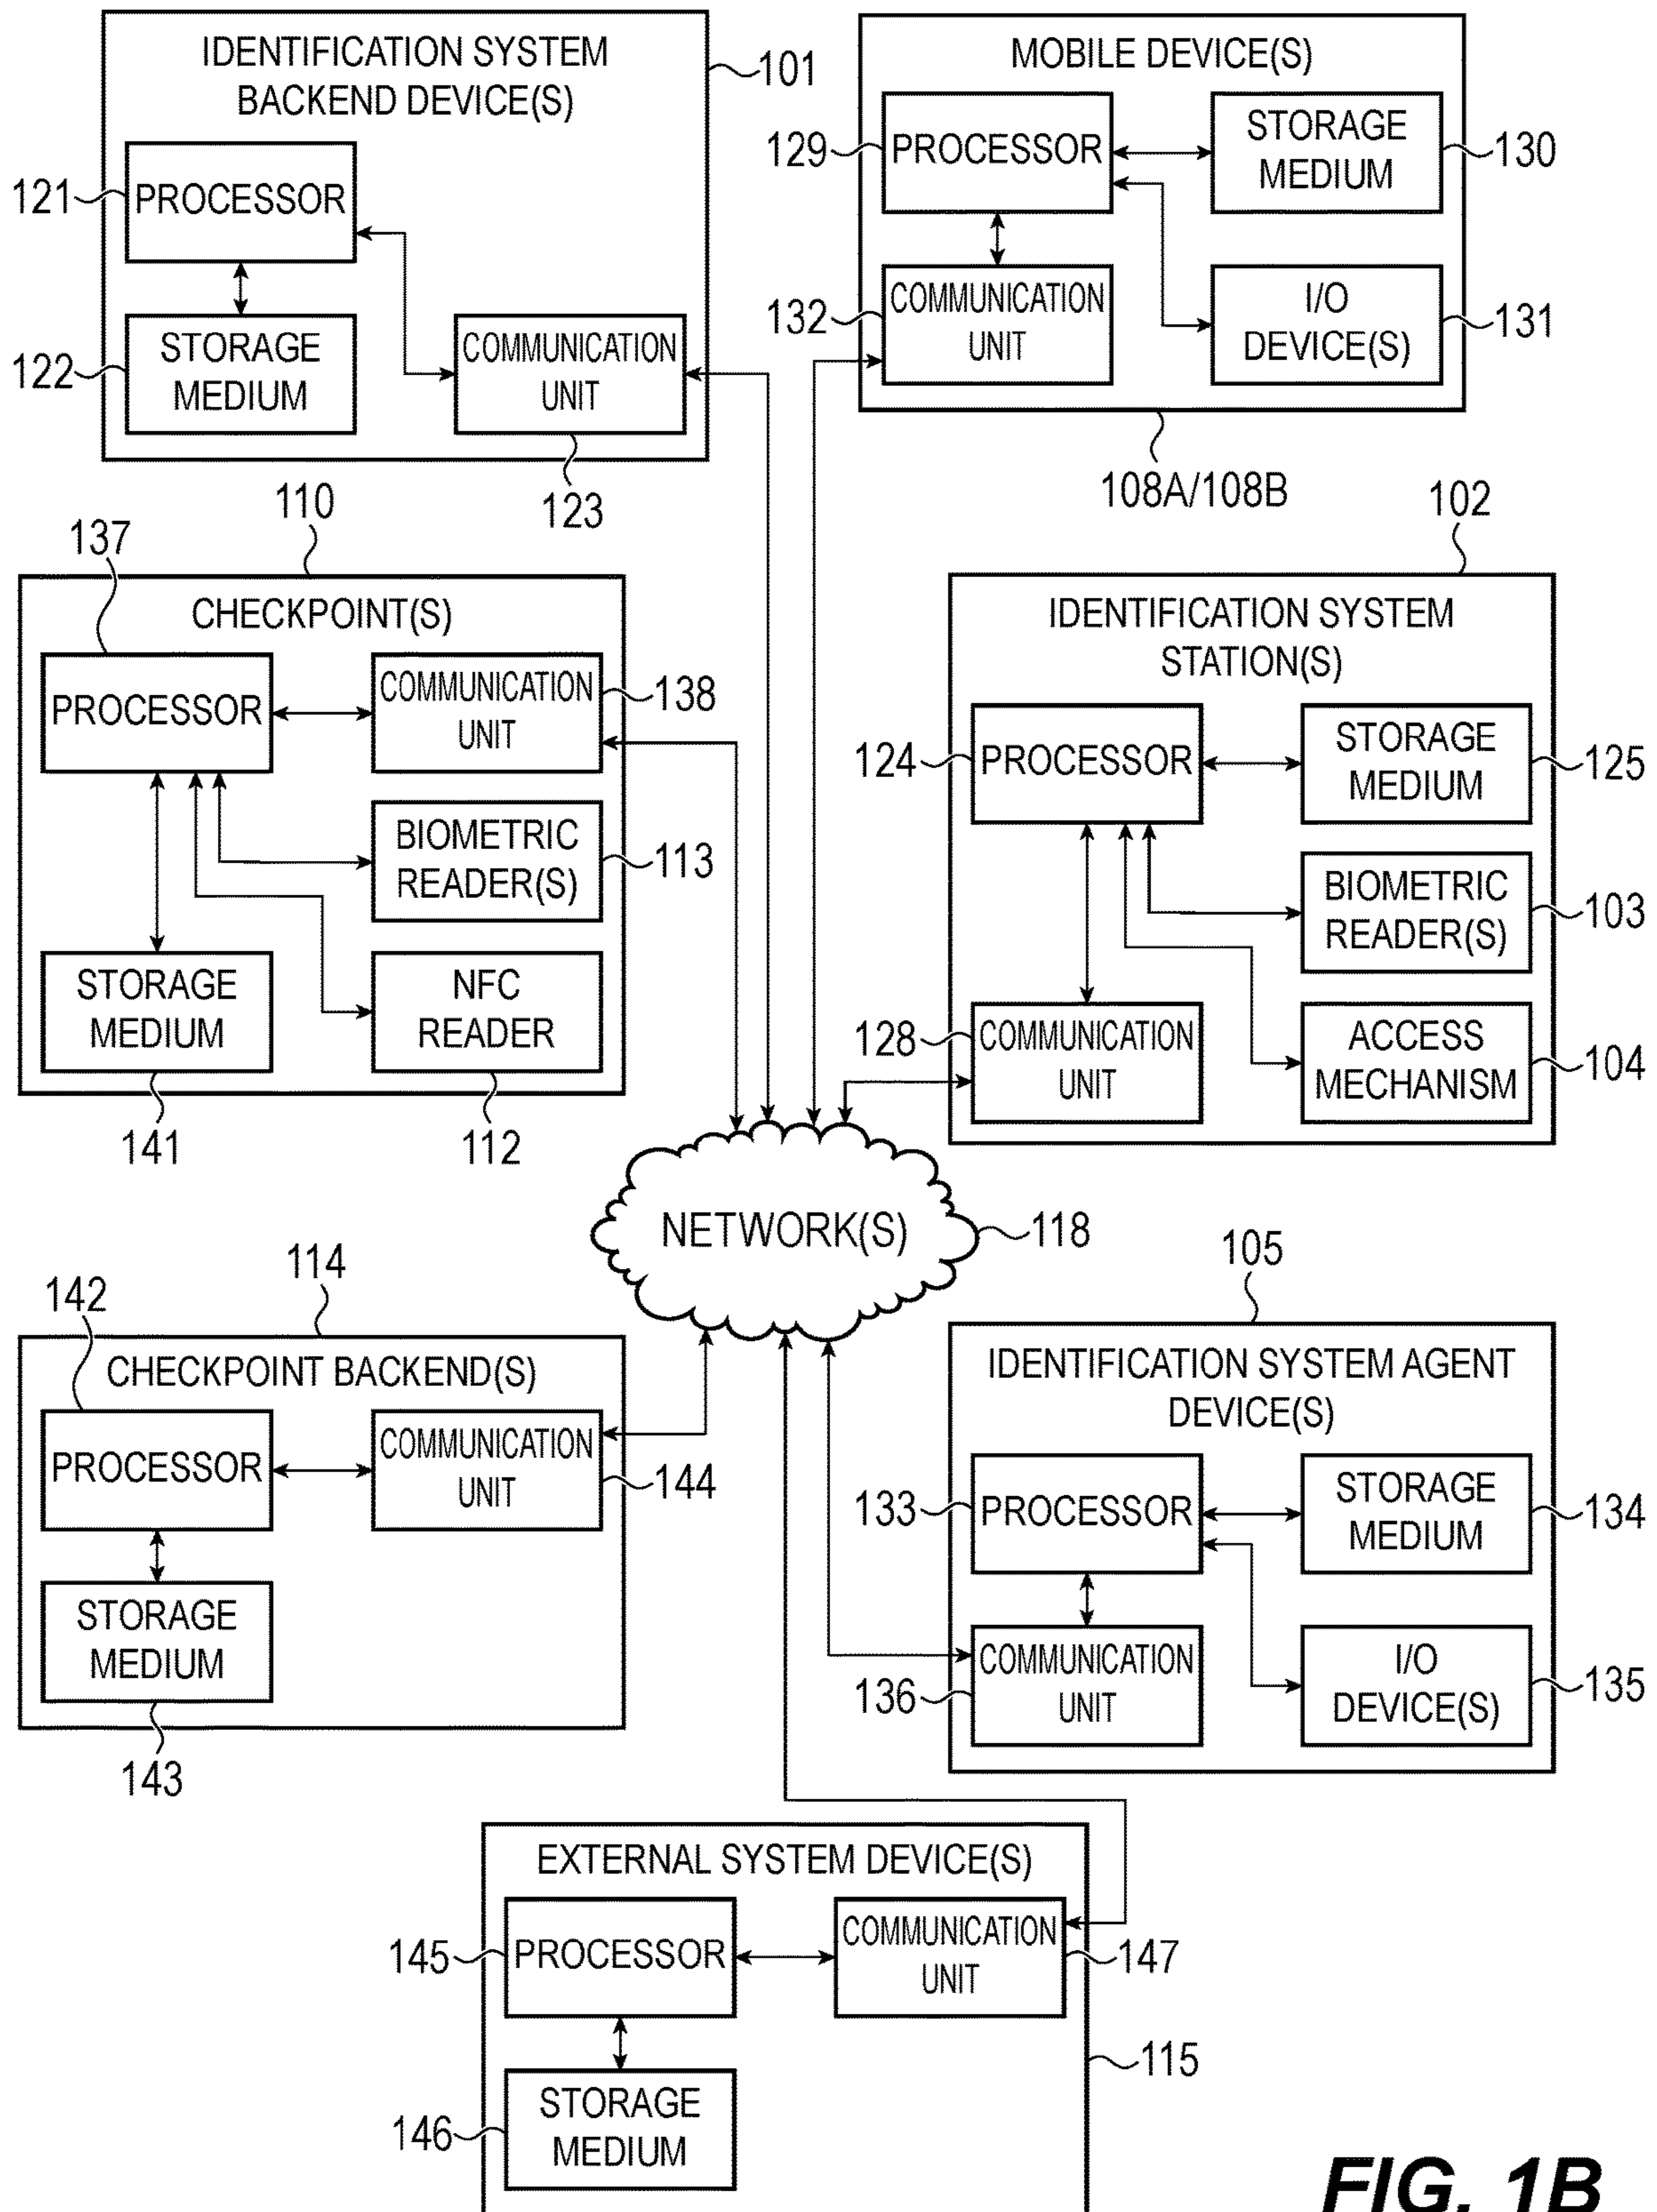 IDENTIFICATION SYSTEM
BACKEND DEVICE(S)
101
121
PROCESSOR
122
STORAGE
MEDIUM
COMMUNICATION
UNIT
123
MOBILE DEVICE(S)
129
PROCESSOR
STORAGE
MEDIUM
130
132
COMMUNICATION
UNIT
I/O
DEVICE(S)
131
108A/108B
110
137
CHECKPOINT(S)
PROCESSOR
COMMUNICATION
UNIT
138
BIOMETRIC
READER(S)
113
STORAGE
MEDIUM
NFC
READER
141
112
102
IDENTIFICATION SYSTEM
STATION(S)
124
PROCESSOR
STORAGE
MEDIUM
125
BIOMETRIC
READER(S)
103
128
COMMUNICATION
UNIT
ACCESS
MECHANISM
104
NETWORK(S)
118
114
142
CHECKPOINT BACKEND(S)
PROCESSOR
COMMUNICATION
UNIT
144
STORAGE
MEDIUM
143
105
IDENTIFICATION SYSTEM AGENT
DEVICE(S)
133
PROCESSOR
STORAGE
MEDIUM
134
136
COMMUNICATION
UNIT
I/O
DEVICE(S)
135
EXTERNAL SYSTEM DEVICE(S)
145
PROCESSOR
COMMUNICATION
UNIT
147
115
146
STORAGE
MEDIUM
FIG. 1B